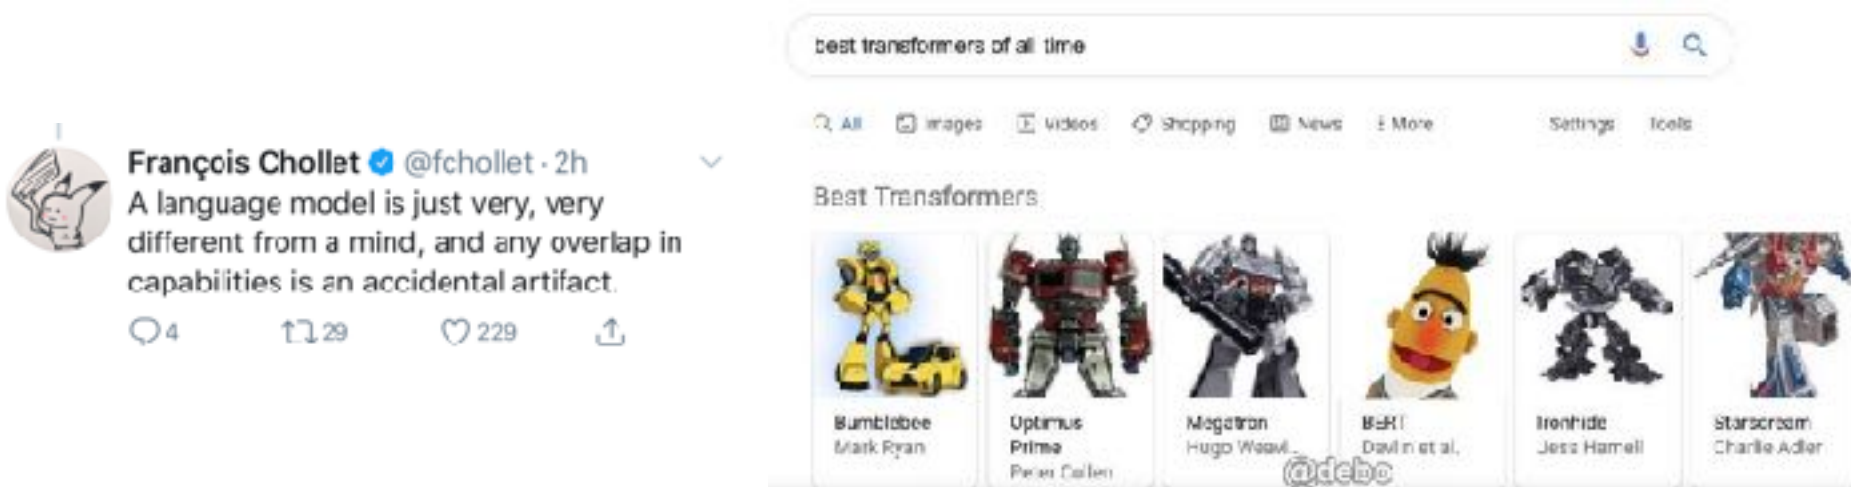 François Chollet @fchollet · 2h
A language model is just very, very
different from a mind, and any overlap in
capabilities is an accidental artifact.
4 29 229
best transformers of all time
All Images Videos Shopping News More Settings Tools
Best Transformers
Bumblebee
Mark Ryan
Optimus
Prime
Peter Cullen
Megatron
Hugo Weavi...
BERT
Devlin et al.
Ironhide
Jess Harnell
Starscream
Charlie Adler
@debo